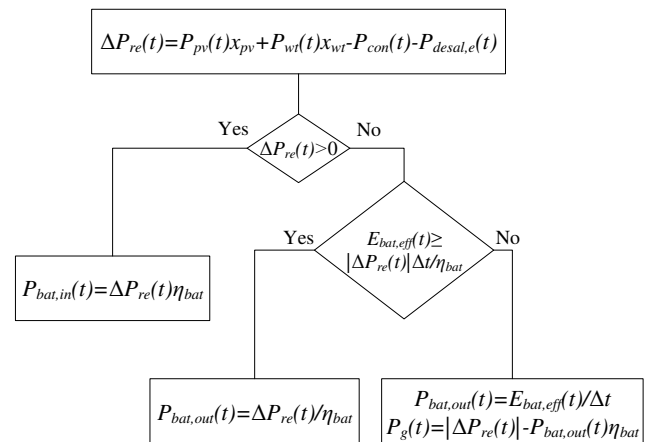 ΔP_re(t)=P_pv(t)x_pv+P_wt(t)x_wt-P_con(t)-P_desal,e(t)
Yes
No
ΔP_re(t)>0
Yes
E_bat,eff(t)≥
|ΔP_re(t)|Δt/η_bat
No
P_bat,in(t)=ΔP_re(t)η_bat
P_bat,out(t)=ΔP_re(t)/η_bat
P_bat,out(t)=E_bat,eff(t)/Δt
P_g(t)=|ΔP_re(t)|-P_bat,out(t)η_bat